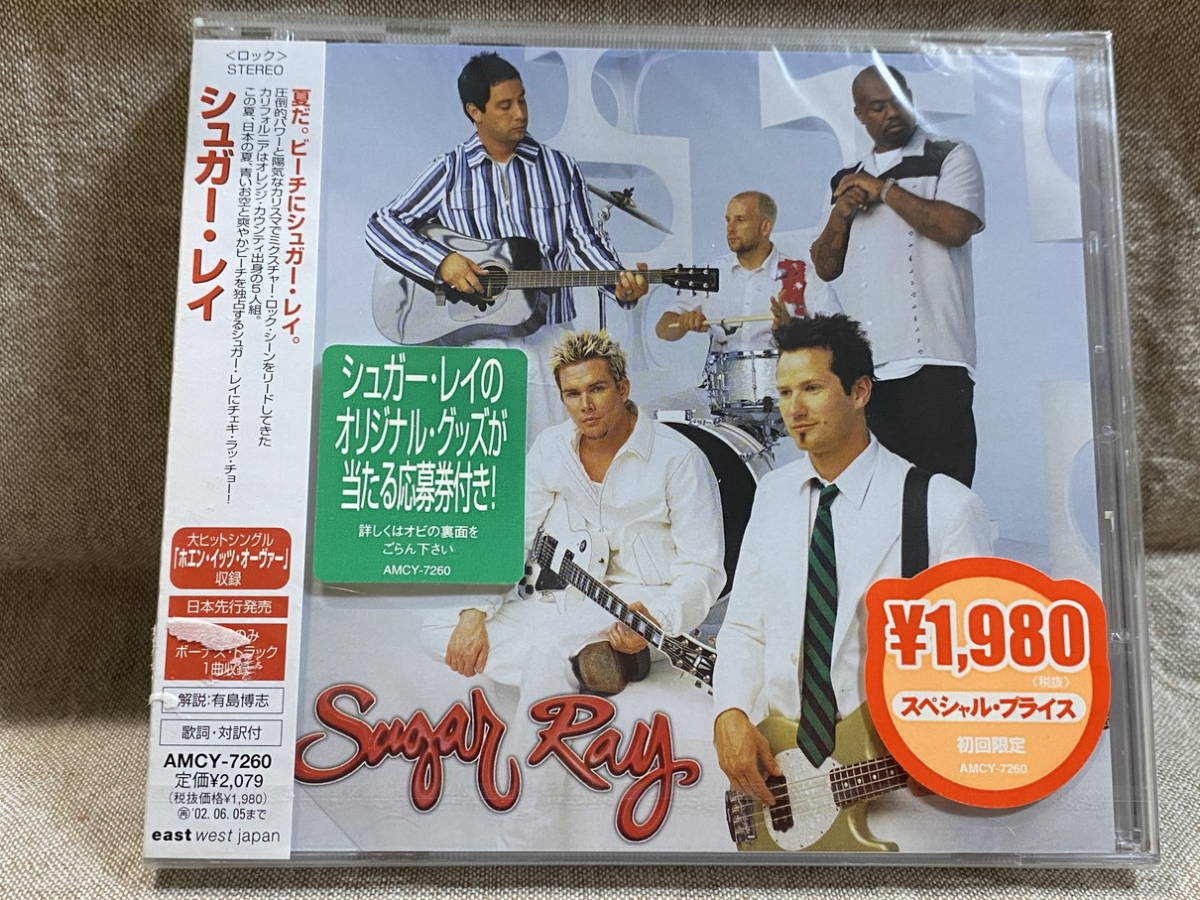 <ロック>
STEREO
シュガー・レイ
夏だ。ビーチにシュガー・レイ。
圧倒的パワーと陽気なカリスマでミクスチャー・ロック・シーンをリードしてきた
カリフォルニアはオレンジ・カウンティ出身の5人組。
この夏、日本の夏、青いお空と爽やかビーチを独占するシュガー・レイにチェキ・ラッ・チョー!
大ヒットシングル
「ホエン・イッツ・オーヴァー」
収録
日本先行発売
のみ
ボーナス・トラック
1曲収録
解説:有島博志
歌詞・対訳付
AMCY-7260
定価¥2,079
(税抜価格¥1,980)
㊢'02.06.05まで
east west japan
シュガー・レイの
オリジナル・グッズが
当たる応募券付き!
詳しくはオビの裏面を
ごらん下さい
AMCY-7260
Sugar Ray
¥1,980
(税抜)
スペシャル・プライス
初回限定
AMCY-7260